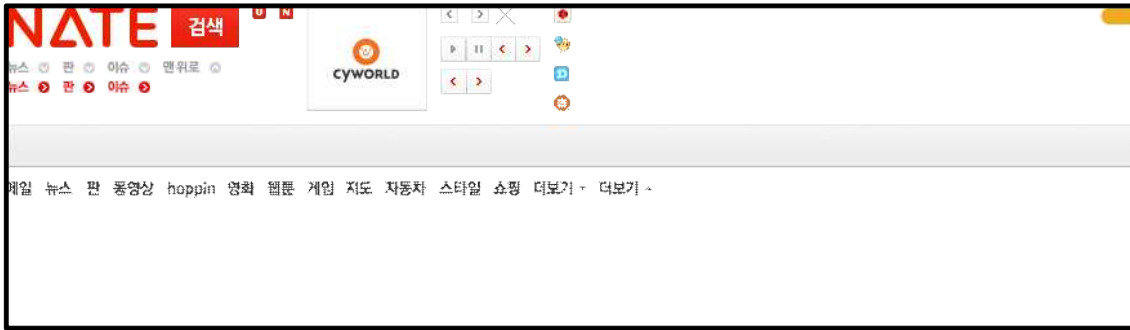 NATE 검색 U N
뉴스 판 이슈 맨위로
뉴스 판 이슈
CYWORLD
메일 뉴스 판 동영상 hoppin 영화 웹툰 게임 지도 자동차 스타일 쇼핑 더보기 더보기